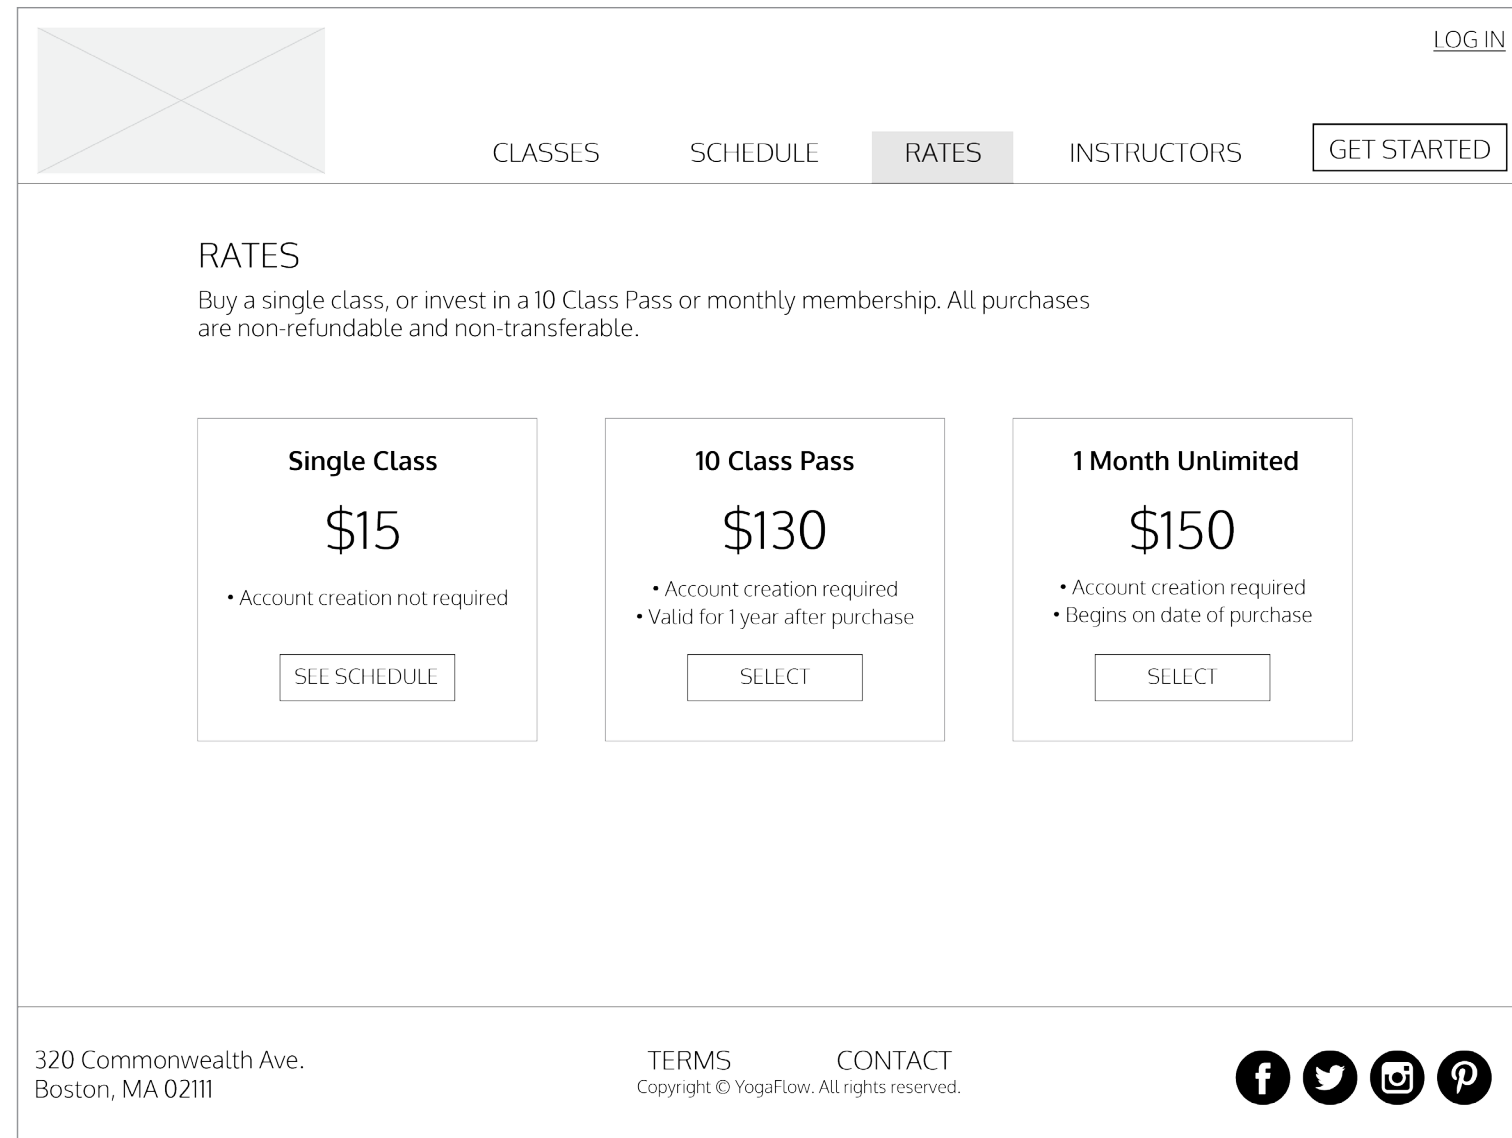 LOG IN
CLASSES
SCHEDULE
RATES
INSTRUCTORS
GET STARTED
RATES
Buy a single class, or invest in a 10 Class Pass or monthly membership. All purchases
are non-refundable and non-transferable.
Single Class
$15
• Account creation not required
SEE SCHEDULE
10 Class Pass
$130
• Account creation required
• Valid for 1 year after purchase
SELECT
1 Month Unlimited
$150
• Account creation required
• Begins on date of purchase
SELECT
320 Commonwealth Ave.
Boston, MA 02111
TERMS
CONTACT
Copyright © YogaFlow. All rights reserved.